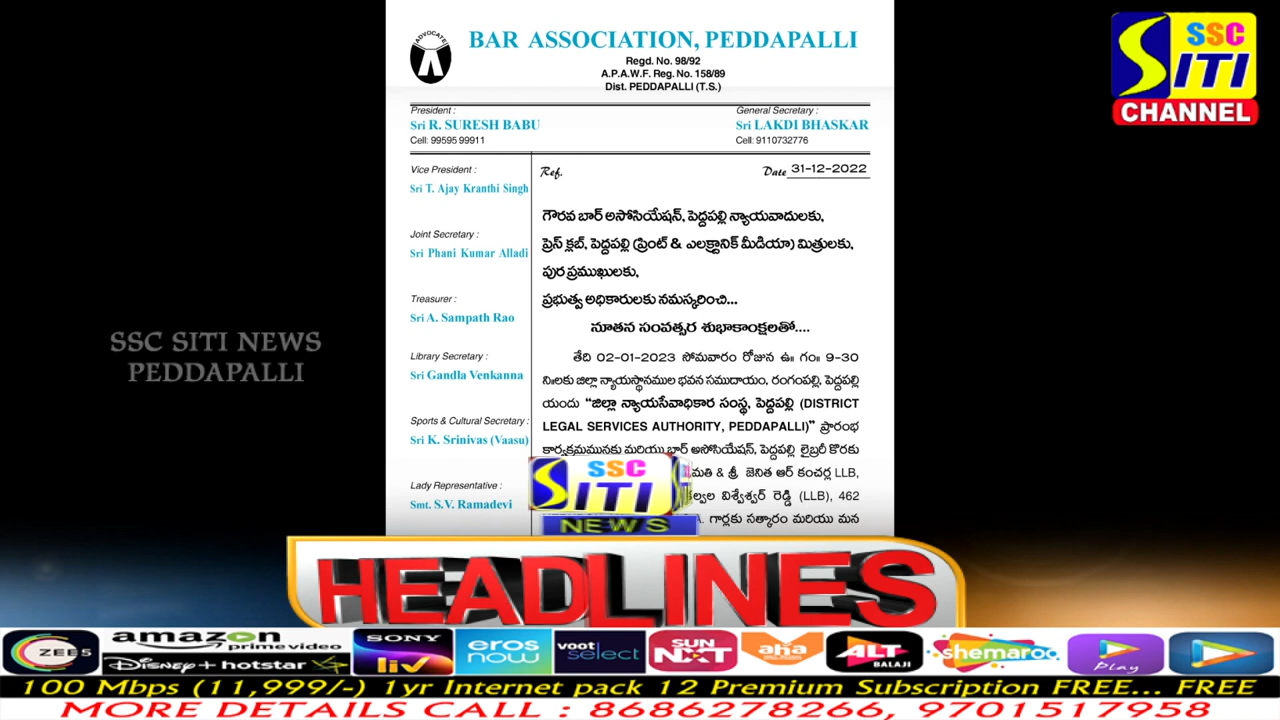 ADVOCATE
BAR ASSOCIATION, PEDDAPALLI
Regd. No. 98/92
A.P.A.W.F. Reg. No. 158/89
Dist. PEDDAPALLI (T.S.)
President :
Sri R. SURESH BABU
Cell: 99595 99911
General Secretary :
Sri LAKDI BHASKAR
Cell: 9110732776
Vice President :
Sri T. Ajay Kranthi Singh
Joint Secretary :
Sri Phani Kumar Alladi
Treasurer :
Sri A. Sampath Rao
Library Secretary :
Sri Gandla Venkanna
Sports & Cultural Secretary :
Sri K. Srinivas (Vaasu)
Lady Representative :
Smt. S.V. Ramadevi
Ref.
Date 31-12-2022
గౌరవ బార్ అసోసియేషన్, పెద్దపల్లి న్యాయవాదులకు,
ప్రెస్ క్లబ్, పెద్దపల్లి (ప్రింట్ & ఎలక్ట్రానిక్ మీడియా) మిత్రులకు,
పుర ప్రముఖులకు,
ప్రభుత్వ అధికారులకు నమస్కరించి...
నూతన సంవత్సర శుభాకాంక్షలతో....
తేది 02-01-2023 సోమవారం రోజున ఉ॥ గం॥ 9-30
ని॥లకు జిల్లా న్యాయస్థానముల భవన సముదాయం, రంగంపల్లి, పెద్దపల్లి
యందు "జిల్లా న్యాయసేవాధికార సంస్థ, పెద్దపల్లి (DISTRICT
LEGAL SERVICES AUTHORITY, PEDDAPALLI)" ప్రారంభ
కార్యక్రమమునకు మరియు బార్ అసోసియేషన్, పెద్దపల్లి లైబ్రరీ కొరకు
మతి & శ్రీ జెనిత ఆర్ కంచర్ల LLB,
కల్వల విశ్వేశ్వర్ రెడ్డి (LLB), 462
A. గార్లకు సత్కారం మరియు మన
SSC SITI NEWS
PEDDAPALLI
SSC
SITI
CHANNEL
SSC
SITI
NEWS
HEADLINES
ZEE5
amazon
prime video
Disney+ hotstar
SONY
liv
eros
now
voot
select
SUN
NXT
aha
ALT
BALAJI
shemaroo
Play
100 Mbps (11,999/-) 1yr Internet pack 12 Premium Subscription FREE... FREE
MORE DETAILS CALL : 8686278266, 9701517958